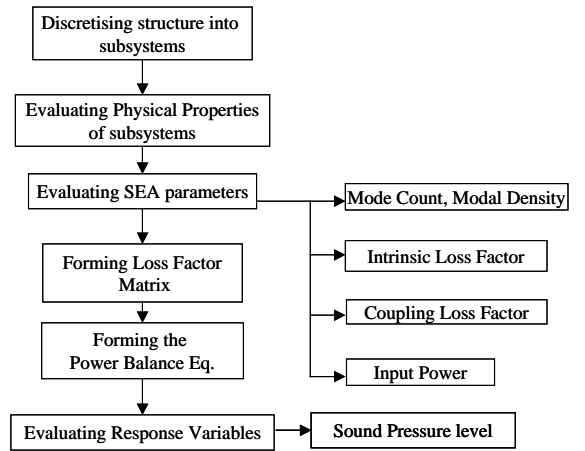 Discretising structure into
subsystems
Evaluating Physical Properties
of subsystems
Evaluating SEA parameters
Mode Count, Modal Density
Intrinsic Loss Factor
Forming Loss Factor
Matrix
Coupling Loss Factor
Forming the
Power Balance Eq.
Input Power
Evaluating Response Variables
Sound Pressure level